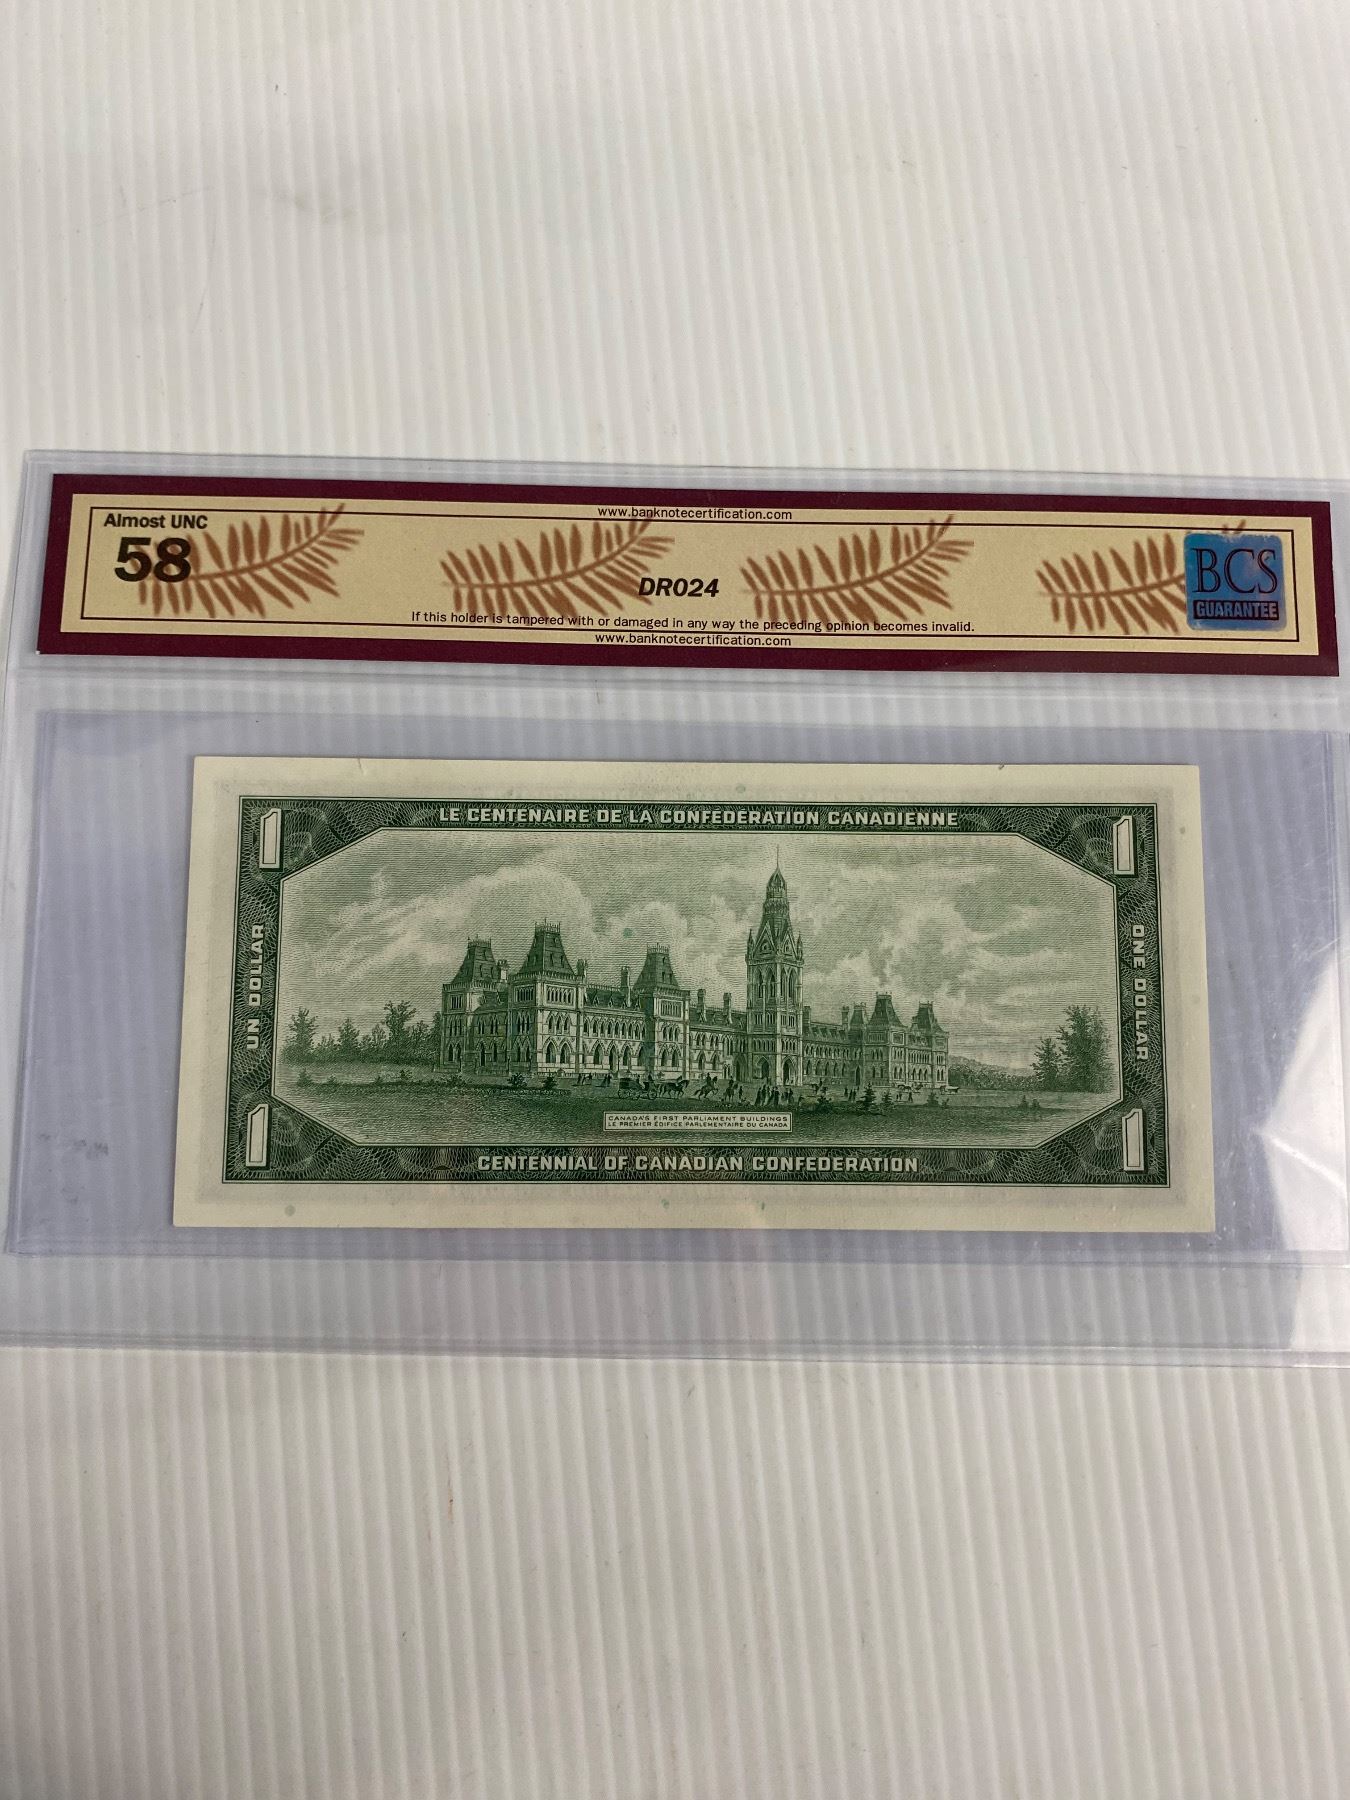 www.banknotecertification.com
Almost UNC
58
DR024
BCS
GUARANTEE
If this holder is tampered with or damaged in any way the preceding opinion becomes invalid.
www.banknotecertification.com
1 LE CENTENAIRE DE LA CONFÉDÉRATION CANADIENNE 1
UN DOLLAR
ONE DOLLAR
CANADA'S FIRST PARLIAMENT BUILDINGS
LE PREMIER ÉDIFICE PARLEMENTAIRE DU CANADA
1 CENTENNIAL OF CANADIAN CONFEDERATION 1